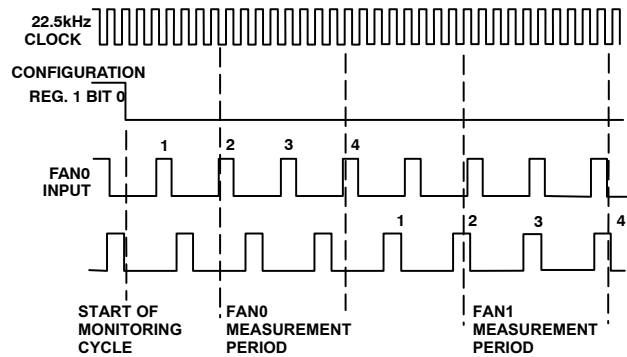 22.5kHz
CLOCK
CONFIGURATION
REG. 1 BIT 0
1 2 3 4
FAN0
INPUT
1 2 3 4
START OF
MONITORING
CYCLE
FAN0
MEASUREMENT
PERIOD
FAN1
MEASUREMENT
PERIOD